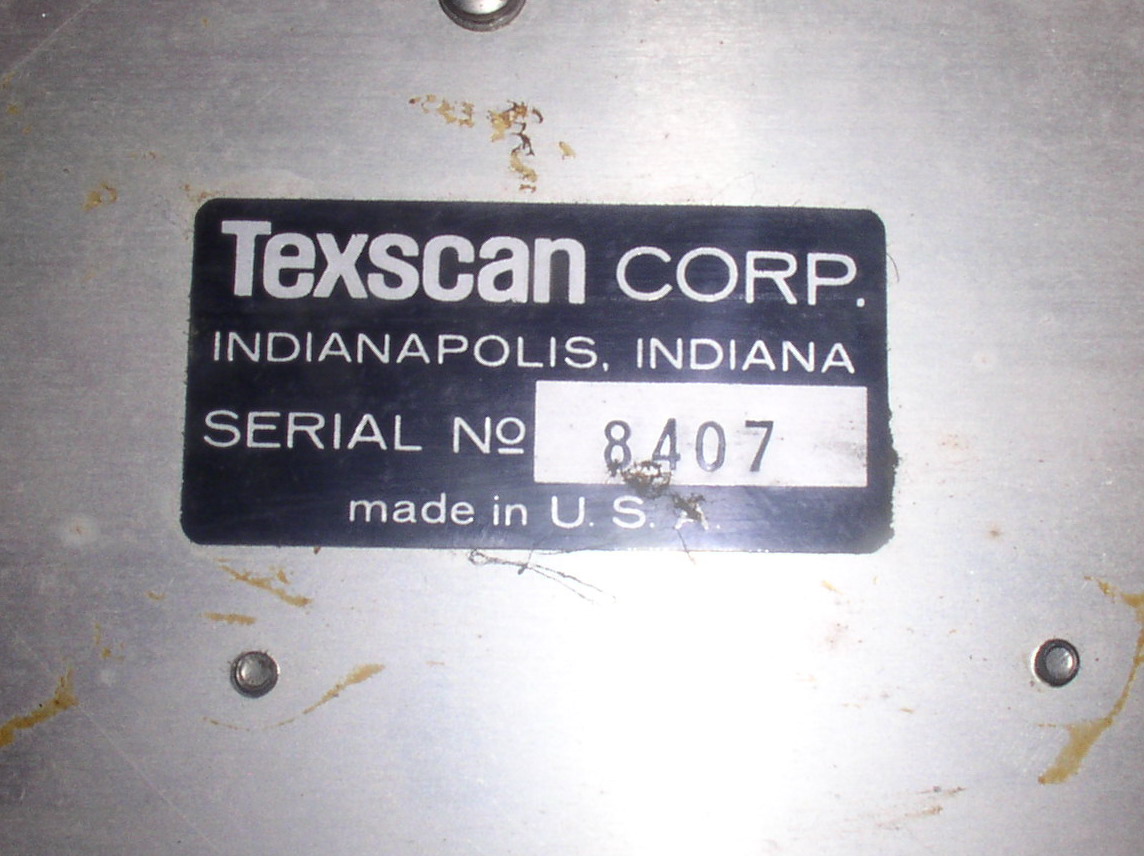 Texscan CORP.
INDIANAPOLIS, INDIANA
SERIAL Nº 8407
made in U. S. A.